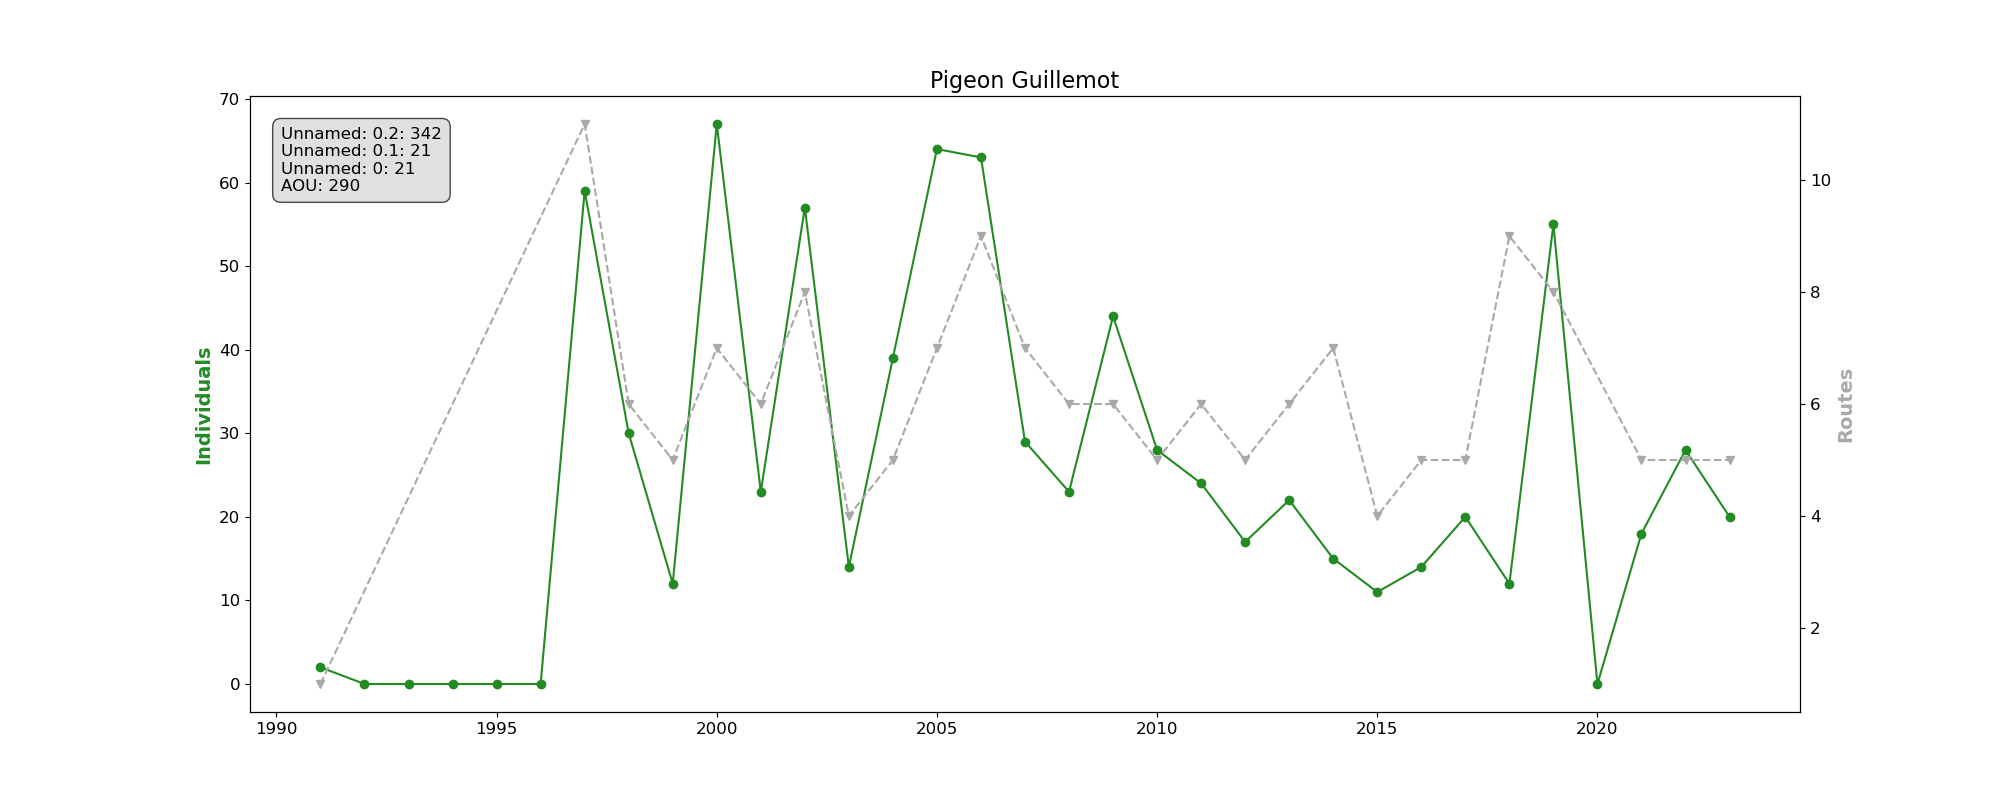 Pigeon Guillemot
70
60
50
40
30
20
10
0
Individuals
Unnamed: 0.2: 342
Unnamed: 0.1: 21
Unnamed: 0: 21
AOU: 290
10
8
6
4
2
Routes
1990 1995 2000 2005 2010 2015 2020